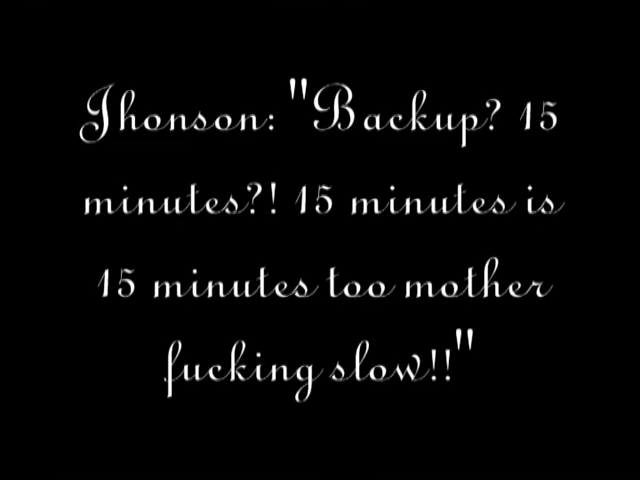 Jhonson: "Backup? 15
minutes?! 15 minutes is
15 minutes too mother
fucking slow!!"